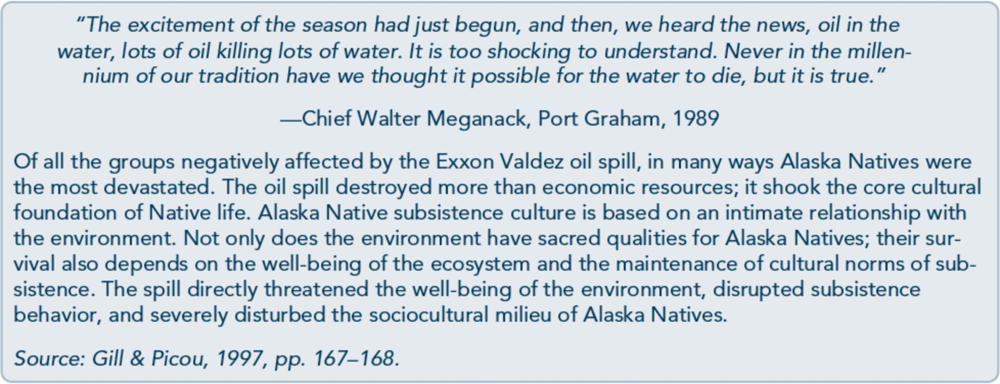 “The excitement of the season had just begun, and then, we heard the news, oil in the
water, lots of oil killing lots of water. It is too shocking to understand. Never in the millen-
nium of our tradition have we thought it possible for the water to die, but it is true.”
—Chief Walter Meganack, Port Graham, 1989
Of all the groups negatively affected by the Exxon Valdez oil spill, in many ways Alaska Natives were
the most devastated. The oil spill destroyed more than economic resources; it shook the core cultural
foundation of Native life. Alaska Native subsistence culture is based on an intimate relationship with
the environment. Not only does the environment have sacred qualities for Alaska Natives; their sur-
vival also depends on the well-being of the ecosystem and the maintenance of cultural norms of sub-
sistence. The spill directly threatened the well-being of the environment, disrupted subsistence
behavior, and severely disturbed the sociocultural milieu of Alaska Natives.
Source: Gill & Picou, 1997, pp. 167–168.